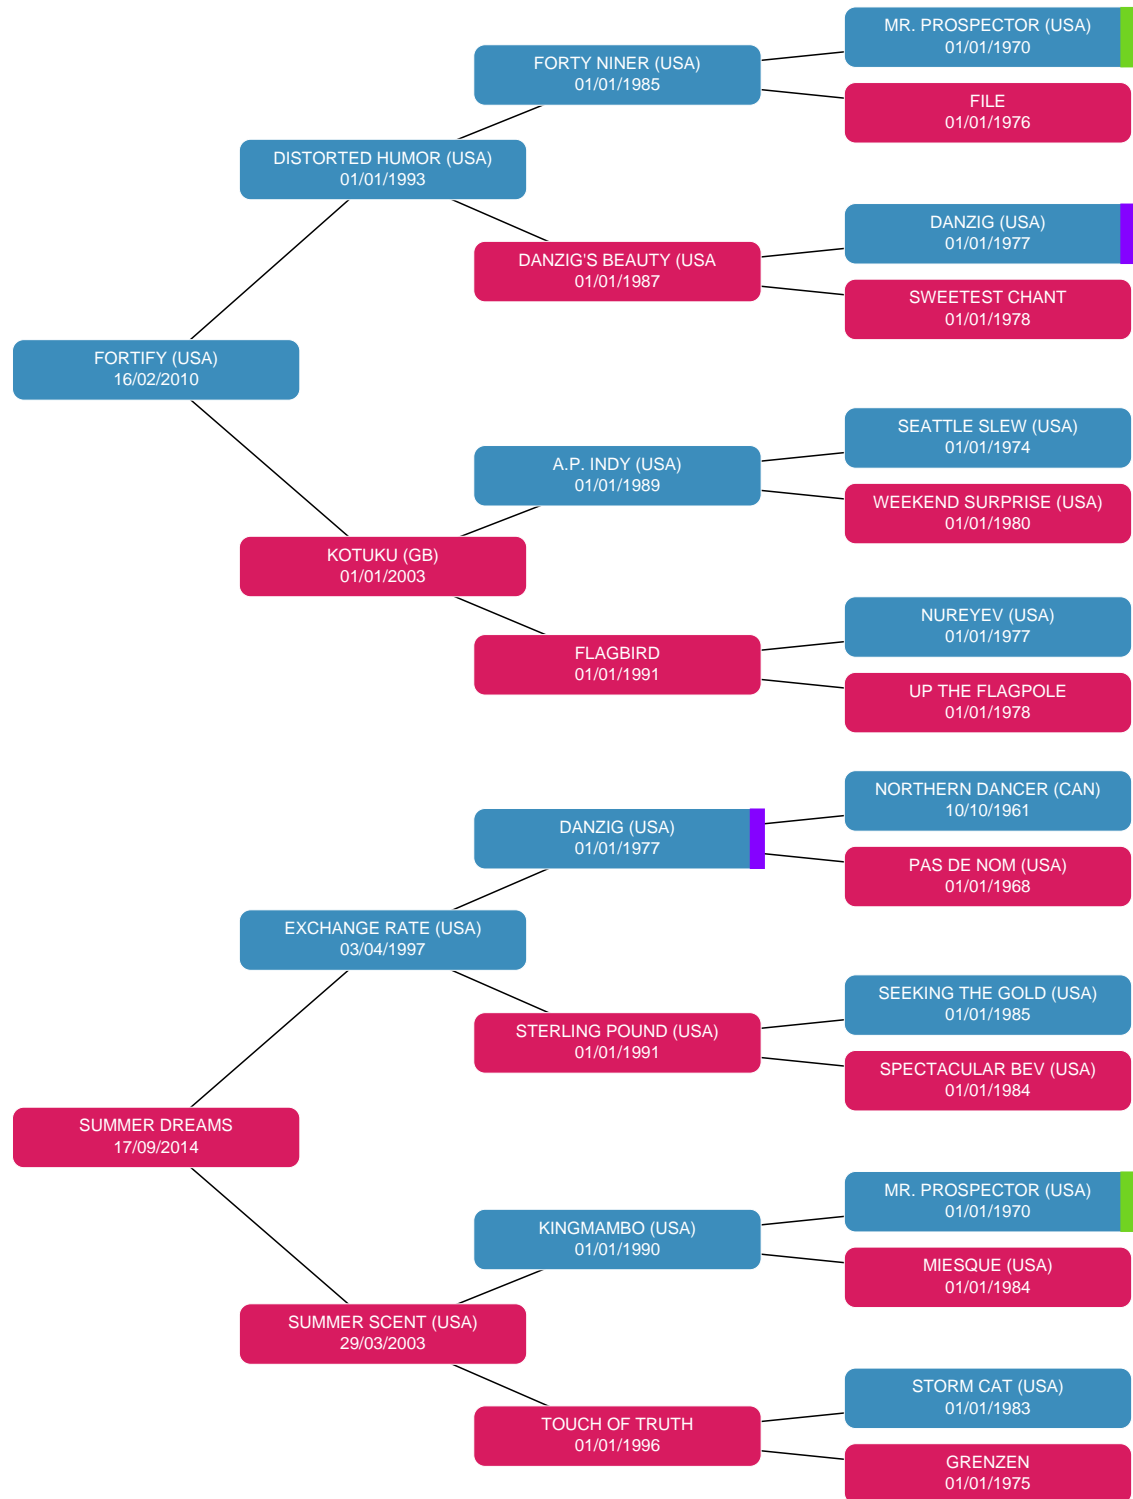 MR. PROSPECTOR (USA)
01/01/1970
FORTY NINER (USA)
01/01/1985
FILE
01/01/1976
DISTORTED HUMOR (USA)
01/01/1993
DANZIG (USA)
01/01/1977
DANZIG'S BEAUTY (USA
01/01/1987
SWEETEST CHANT
01/01/1978
FORTIFY (USA)
16/02/2010
SEATTLE SLEW (USA)
01/01/1974
A.P. INDY (USA)
01/01/1989
WEEKEND SURPRISE (USA)
01/01/1980
KOTUKU (GB)
01/01/2003
NUREYEV (USA)
01/01/1977
FLAGBIRD
01/01/1991
UP THE FLAGPOLE
01/01/1978
NORTHERN DANCER (CAN)
10/10/1961
DANZIG (USA)
01/01/1977
PAS DE NOM (USA)
01/01/1968
EXCHANGE RATE (USA)
03/04/1997
SEEKING THE GOLD (USA)
01/01/1985
STERLING POUND (USA)
01/01/1991
SPECTACULAR BEV (USA)
01/01/1984
SUMMER DREAMS
17/09/2014
MR. PROSPECTOR (USA)
01/01/1970
KINGMAMBO (USA)
01/01/1990
MIESQUE (USA)
01/01/1984
SUMMER SCENT (USA)
29/03/2003
STORM CAT (USA)
01/01/1983
TOUCH OF TRUTH
01/01/1996
GRENZEN
01/01/1975